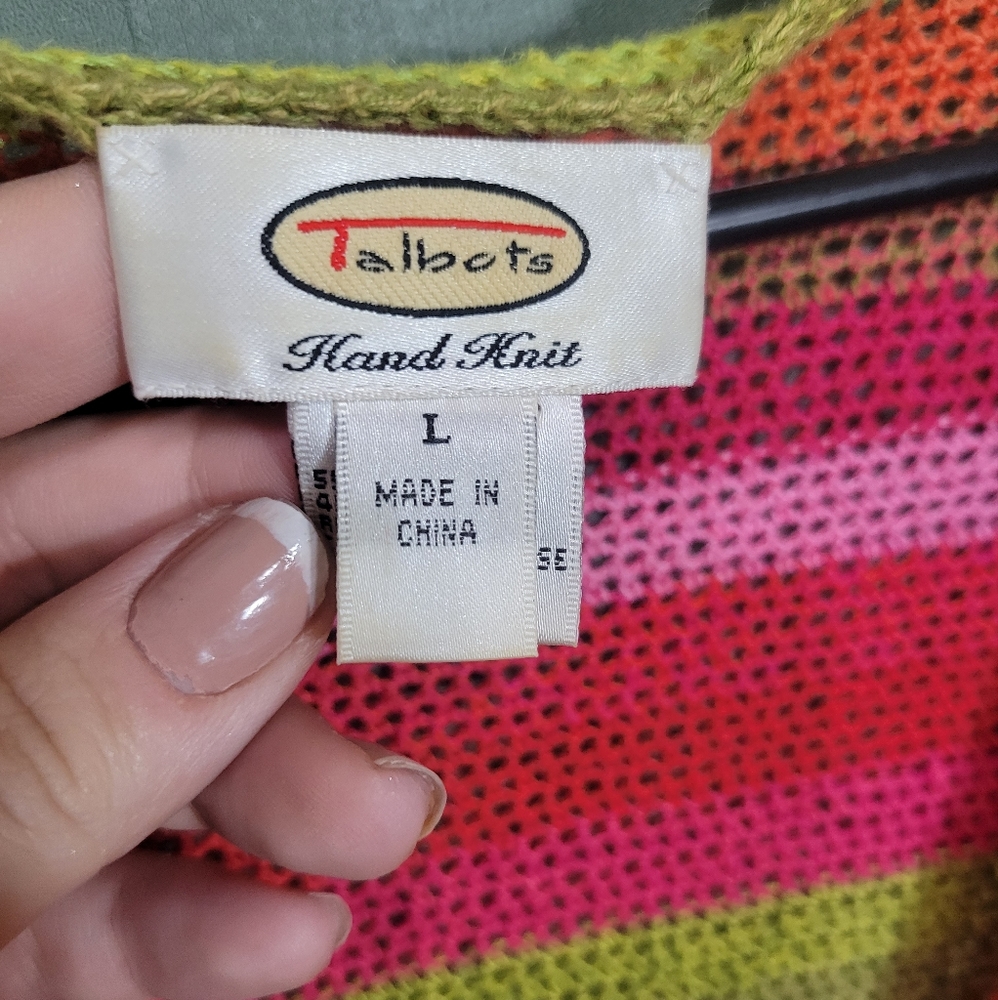 Talbots
Hand Knit
L
MADE IN
CHINA